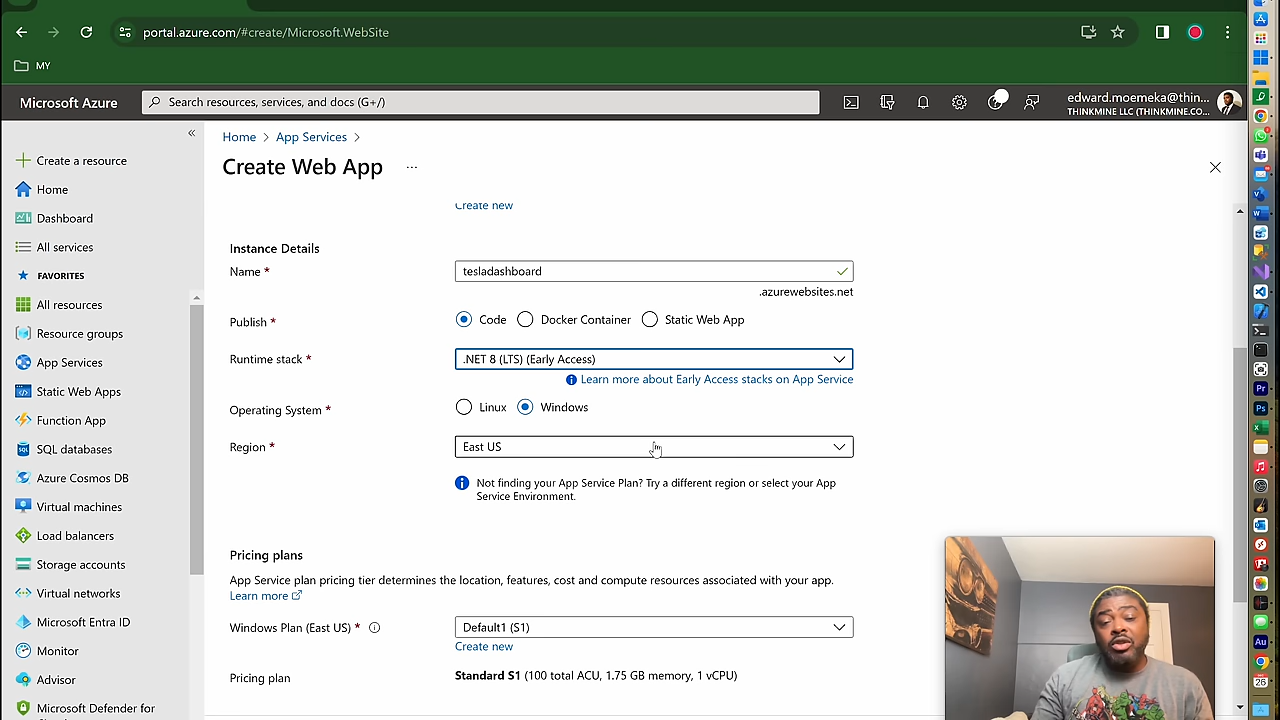 portal.azure.com/#create/Microsoft.WebSite
MY
Microsoft Azure
Search resources, services, and docs (G+/)
edward.moemeka@thin...
THINKMINE LLC (THINKME.CO...
Home > App Services >
Create Web App
...
Create a resource
Home
Dashboard
All services
FAVORITES
All resources
Resource groups
App Services
Static Web Apps
Function App
SQL databases
Azure Cosmos DB
Virtual machines
Load balancers
Storage accounts
Virtual networks
Microsoft Entra ID
Monitor
Advisor
Microsoft Defender for
Create new
Instance Details
Name *
tesladashboard
.azurewebsites.net
Publish *
Code
Docker Container
Static Web App
Runtime stack *
.NET 8 (LTS) (Early Access)
Learn more about Early Access stacks on App Service
Operating System *
Linux
Windows
Region *
East US
Not finding your App Service Plan? Try a different region or select your App
Service Environment.
Pricing plans
App Service plan pricing tier determines the location, features, cost and compute resources associated with your app.
Learn more
Windows Plan (East US) *
Default1 (S1)
Create new
Pricing plan
Standard S1 (100 total ACU, 1.75 GB memory, 1 vCPU)
Pr
Ps
Au
26